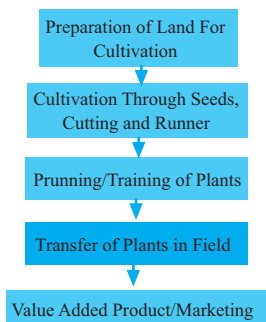 Preparation of Land For
Cultivation
Cultivation Through Seeds,
Cutting and Runner
Prunning/Training of Plants
Transfer of Plants in Field
Value Added Product/Marketing